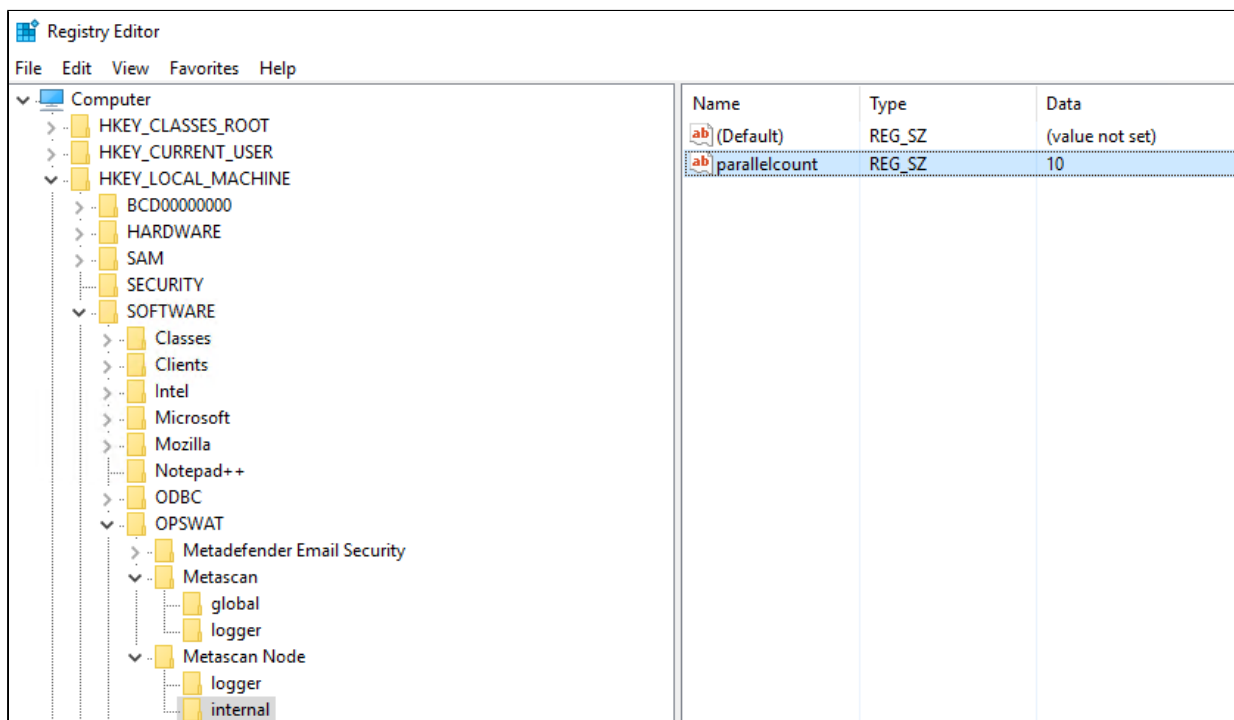 Registry Editor
File Edit View Favorites Help
Computer
HKEY_CLASSES_ROOT
HKEY_CURRENT_USER
HKEY_LOCAL_MACHINE
BCD00000000
HARDWARE
SAM
SECURITY
SOFTWARE
Classes
Clients
Intel
Microsoft
Mozilla
Notepad++
ODBC
OPSWAT
Metadefender Email Security
Metascan
global
logger
Metascan Node
logger
internal
Name Type Data
ab (Default) REG_SZ (value not set)
ab parallelcount REG_SZ 10